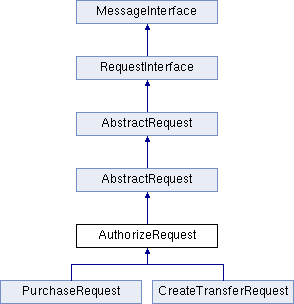 MessageInterface
RequestInterface
AbstractRequest
AbstractRequest
AuthorizeRequest
PurchaseRequest
CreateTransferRequest